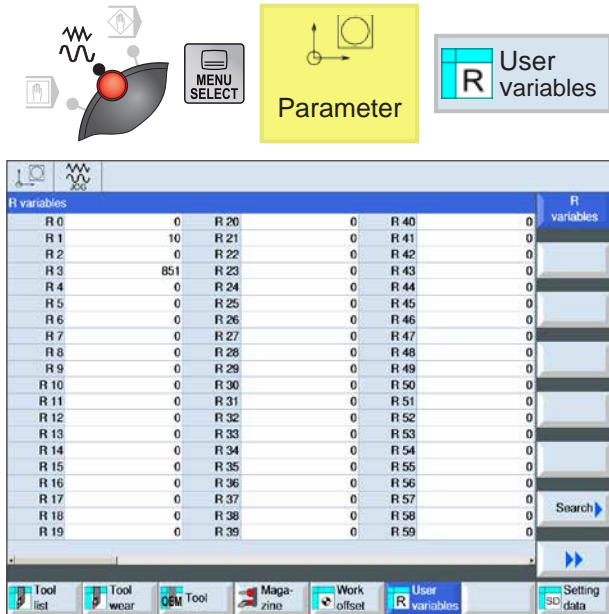 MENU
SELECT
Parameter
R
User
variables
JOG
R variables
R
variables
R 0 0 R 20 0 R 40 0
R 1 10 R 21 0 R 41 0
R 2 0 R 22 0 R 42 0
R 3 851 R 23 0 R 43 0
R 4 0 R 24 0 R 44 0
R 5 0 R 25 0 R 45 0
R 6 0 R 26 0 R 46 0
R 7 0 R 27 0 R 47 0
R 8 0 R 28 0 R 48 0
R 9 0 R 29 0 R 49 0
R 10 0 R 30 0 R 50 0
R 11 0 R 31 0 R 51 0
R 12 0 R 32 0 R 52 0
R 13 0 R 33 0 R 53 0
R 14 0 R 34 0 R 54 0
R 15 0 R 35 0 R 55 0
R 16 0 R 36 0 R 56 0
R 17 0 R 37 0 R 57 0
R 18 0 R 38 0 R 58 0
R 19 0 R 39 0 R 59 0
Search
Tool
list
Tool
wear
OEM Tool
Maga-
zine
Work
offset
R User
variables
SD Setting
data